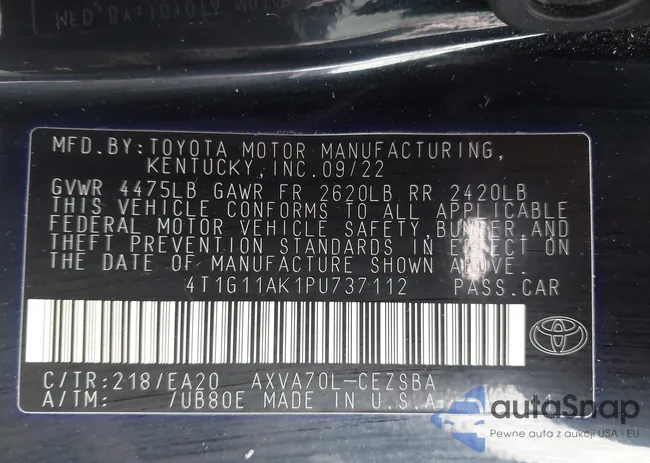 MFD.BY:TOYOTA MOTOR MANUFACTURING,
KENTUCKY,INC.09/22
GVWR 4475LB GAWR FR 2620LB RR 2420LB
THIS VEHICLE CONFORMS TO ALL APPLICABLE
FEDERAL MOTOR VEHICLE SAFETY,BUMPER,AND
THEFT PREVENTION STANDARDS IN EFFECT ON
THE DATE OF MANUFACTURE SHOWN ABOVE.
4T1G11AK1PU737112 PASS.CAR
C/TR:218/EA20 AXVA70L-CEZSBA
A/TM: /UB80E MADE IN U.S.A.
autoSnap
Pewne auta z aukcji USA i EU